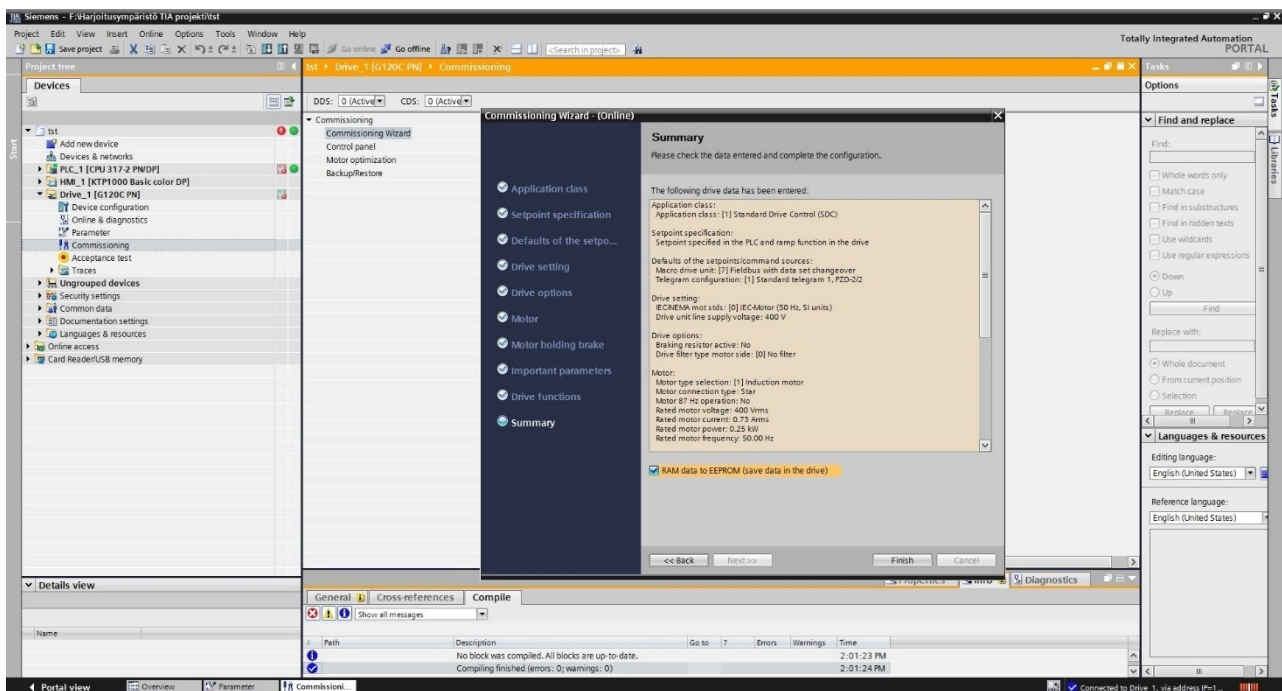 Siemens - F:\Harjoitusympäristö TIA projekti\tst
Project Edit View Insert Online Options Tools Window Help
Save project Go online Go offline <Search in project>
Totally Integrated Automation
PORTAL
Project tree
tst Drive_1 [G120C PN] Commissioning
Tasks
Devices
Options
DDS: 0 (Active) CDS: 0 (Active)
Start
tst
Add new device
Devices & networks
PLC_1 [CPU 317-2 PN/DP]
HMI_1 [KTP1000 Basic color DP]
Drive_1 [G120C PN]
Device configuration
Online & diagnostics
Parameter
Commissioning
Acceptance test
Traces
Ungrouped devices
Security settings
Common data
Documentation settings
Languages & resources
Online access
Card Reader/USB memory
Commissioning
Commissioning Wizard
Control panel
Motor optimization
Backup/Restore
Commissioning Wizard - (Online)
Application class
Setpoint specification
Defaults of the setpo...
Drive setting
Drive options
Motor
Motor holding brake
Important parameters
Drive functions
Summary
Summary
Please check the data entered and complete the configuration.
The following drive data has been entered:
Application class:
Application class: [1] Standard Drive Control (SDC)
Setpoint specification:
Setpoint specified in the PLC and ramp function in the drive
Defaults of the setpoints/command sources:
Macro drive unit: [7] Fieldbus with data set changeover
Telegram configuration: [1] Standard telegram 1, PZD-2/2
Drive setting:
IEC/NEMA mot stds: [0] IEC-Motor (50 Hz, SI units)
Drive unit line supply voltage: 400 V
Drive options:
Braking resistor active: No
Drive filter type motor side: [0] No filter
Motor:
Motor type selection: [1] Induction motor
Motor connection type: Star
Motor 87 Hz operation: No
Rated motor voltage: 400 Vrms
Rated motor current: 0.73 Arms
Rated motor power: 0.25 kW
Rated motor frequency: 50.00 Hz
RAM data to EEPROM (save data in the drive)
<< Back Next >> Finish Cancel
Find and replace
Find:
Whole words only
Match case
Find in substructures
Find in hidden texts
Use wildcards
Use regular expressions
Down
Up
Find
Replace with:
Whole document
From current position
Selection
Replace Replace
Languages & resources
Editing language:
English (United States)
Reference language:
English (United States)
Tasks
Libraries
Details view
Name
Properties Info Diagnostics
General Cross-references Compile
Show all messages
! Path Description Go to ? Errors Warnings Time
No block was compiled. All blocks are up-to-date. 2:01:23 PM
Compiling finished (errors: 0; warnings: 0) 2:01:24 PM
Portal view Overview Parameter Commissioni...
Connected to Drive_1, via address IP=1...